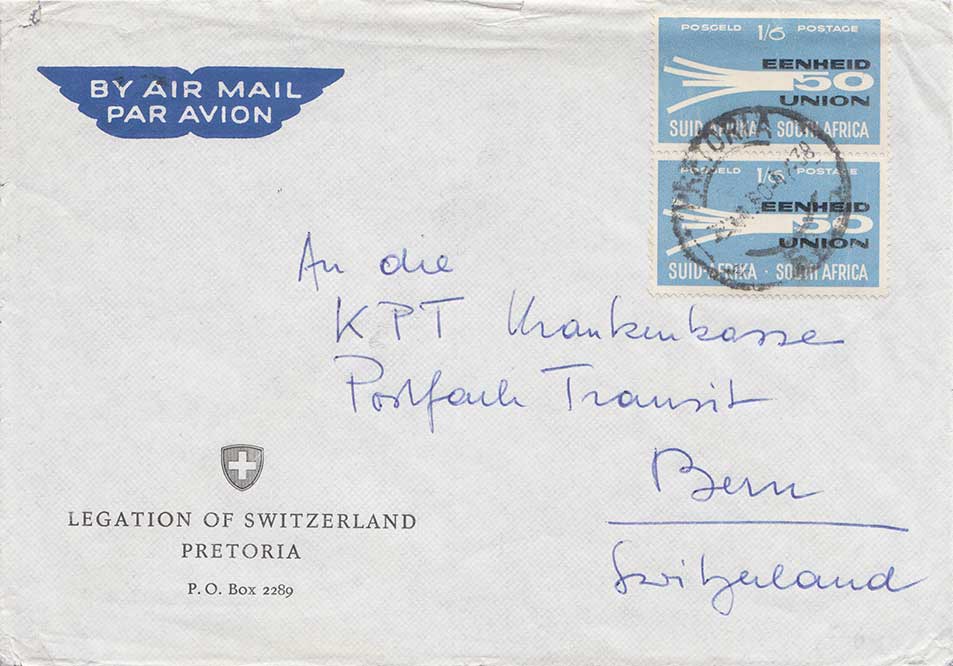 BY AIR MAIL
PAR AVION
POSGELD 1/6 POSTAGE
EENHEID
50
UNION
SUID-AFRIKA · SOUTH AFRICA
POSGELD 1/6 POSTAGE
EENHEID
50
UNION
SUID-AFRIKA · SOUTH AFRICA
PRETORIA
An die
KPT Krankenkasse
Postfach Transit
Bern
Switzerland
LEGATION OF SWITZERLAND
PRETORIA
P. O. Box 2289